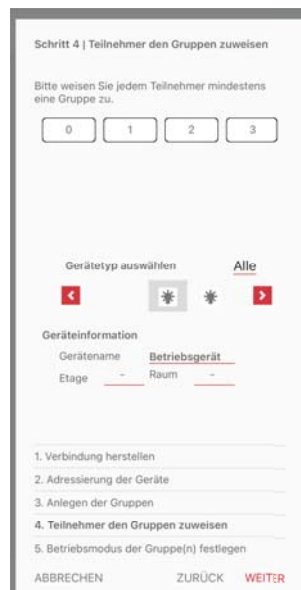 Schritt 4 | Teilnehmer den Gruppen zuweisen
Bitte weisen Sie jedem Teilnehmer mindestens
eine Gruppe zu.
0 1 2 3
Gerätetyp auswählen Alle
Geräteinformation
Gerätename Betriebsgerät
Etage - Raum -
1. Verbindung herstellen
2. Adressierung der Geräte
3. Anlegen der Gruppen
4. Teilnehmer den Gruppen zuweisen
5. Betriebsmodus der Gruppe(n) festlegen
ABBRECHEN ZURÜCK WEITER